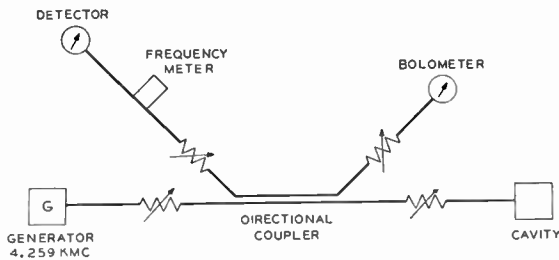 DETECTOR
FREQUENCY
METER
BOLOMETER
G
GENERATOR
4.259 KMC
OIRECTIONAL
COUPLER
CAVITY